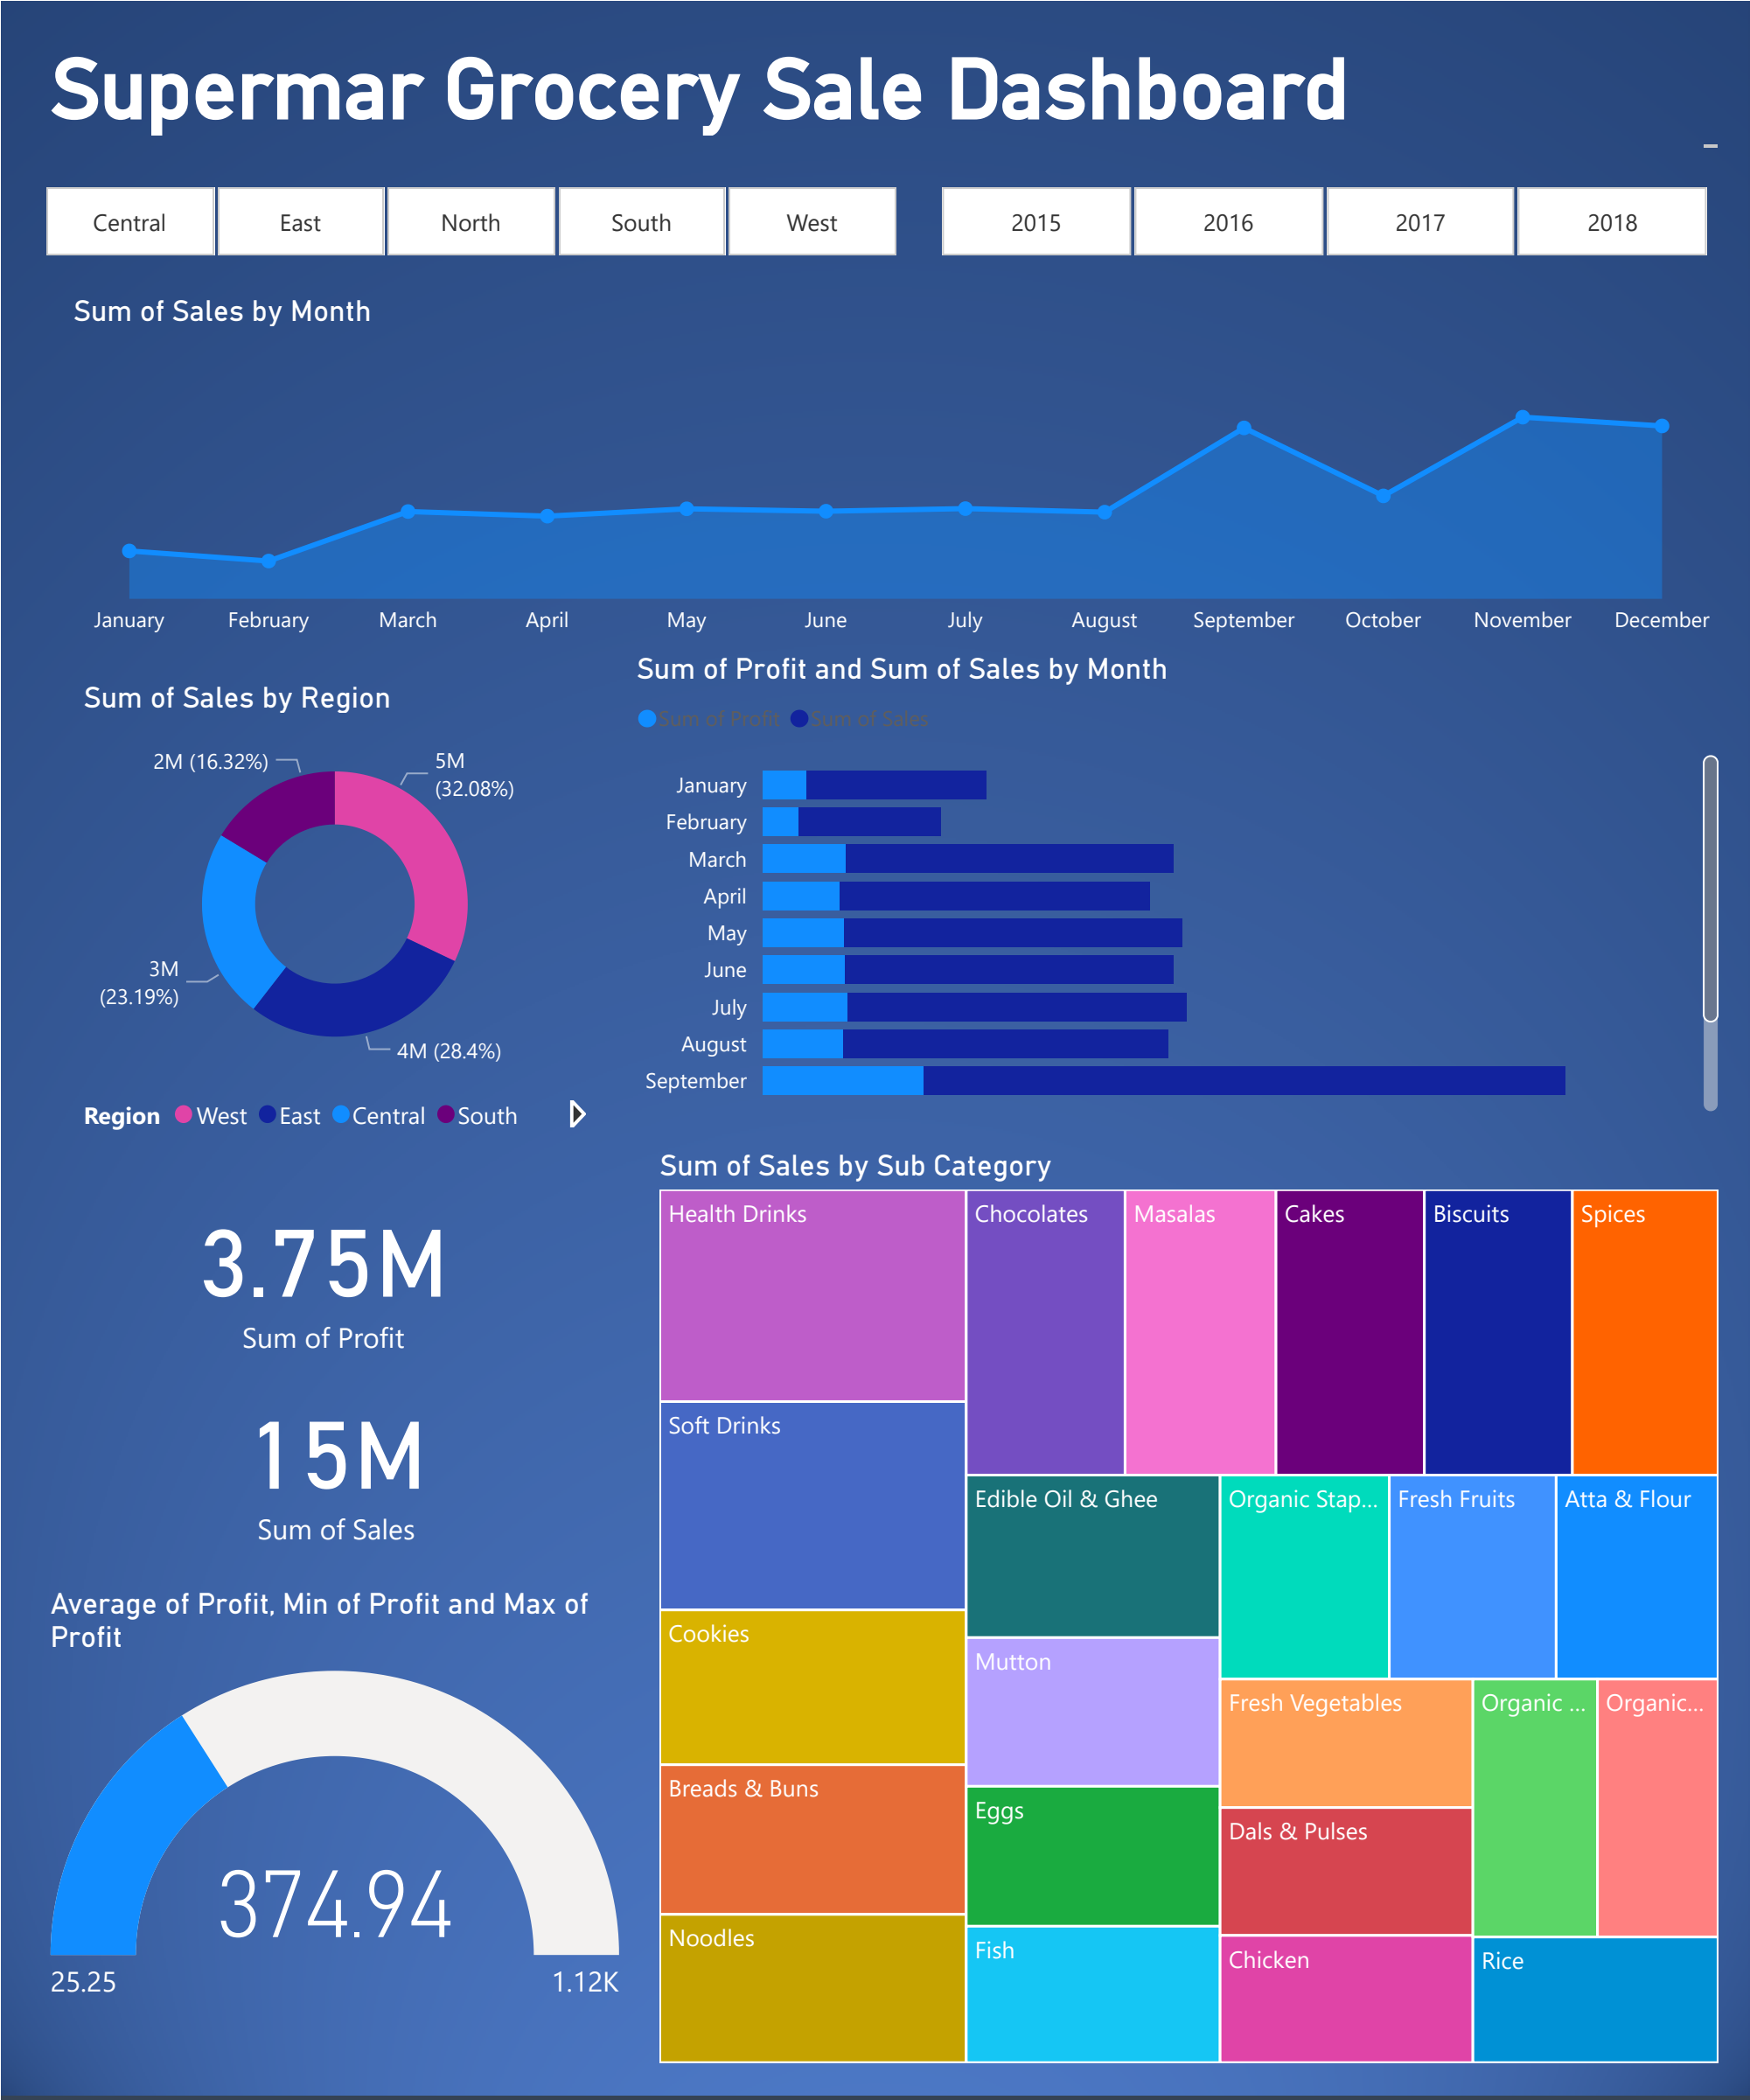 Supermar Grocery Sale Dashboard
Central East North South West 2015 2016 2017 2018
Sum of Sales by Month
January February March April May June July August September October November December
Sum of Sales by Region
2M (16.32%)
5M
(32.08%)
3M
(23.19%)
4M (28.4%)
Region West East Central South
Sum of Profit and Sum of Sales by Month
Sum of Profit Sum of Sales
January
February
March
April
May
June
July
August
September
3.75M
Sum of Profit
15M
Sum of Sales
Average of Profit, Min of Profit and Max of
Profit
374.94
25.25 1.12K
Sum of Sales by Sub Category
Health Drinks
Soft Drinks
Cookies
Breads & Buns
Noodles
Chocolates
Masalas
Cakes
Biscuits
Spices
Edible Oil & Ghee
Mutton
Eggs
Fish
Organic Stap...
Fresh Fruits
Atta & Flour
Fresh Vegetables
Dals & Pulses
Chicken
Organic ...
Organic...
Rice